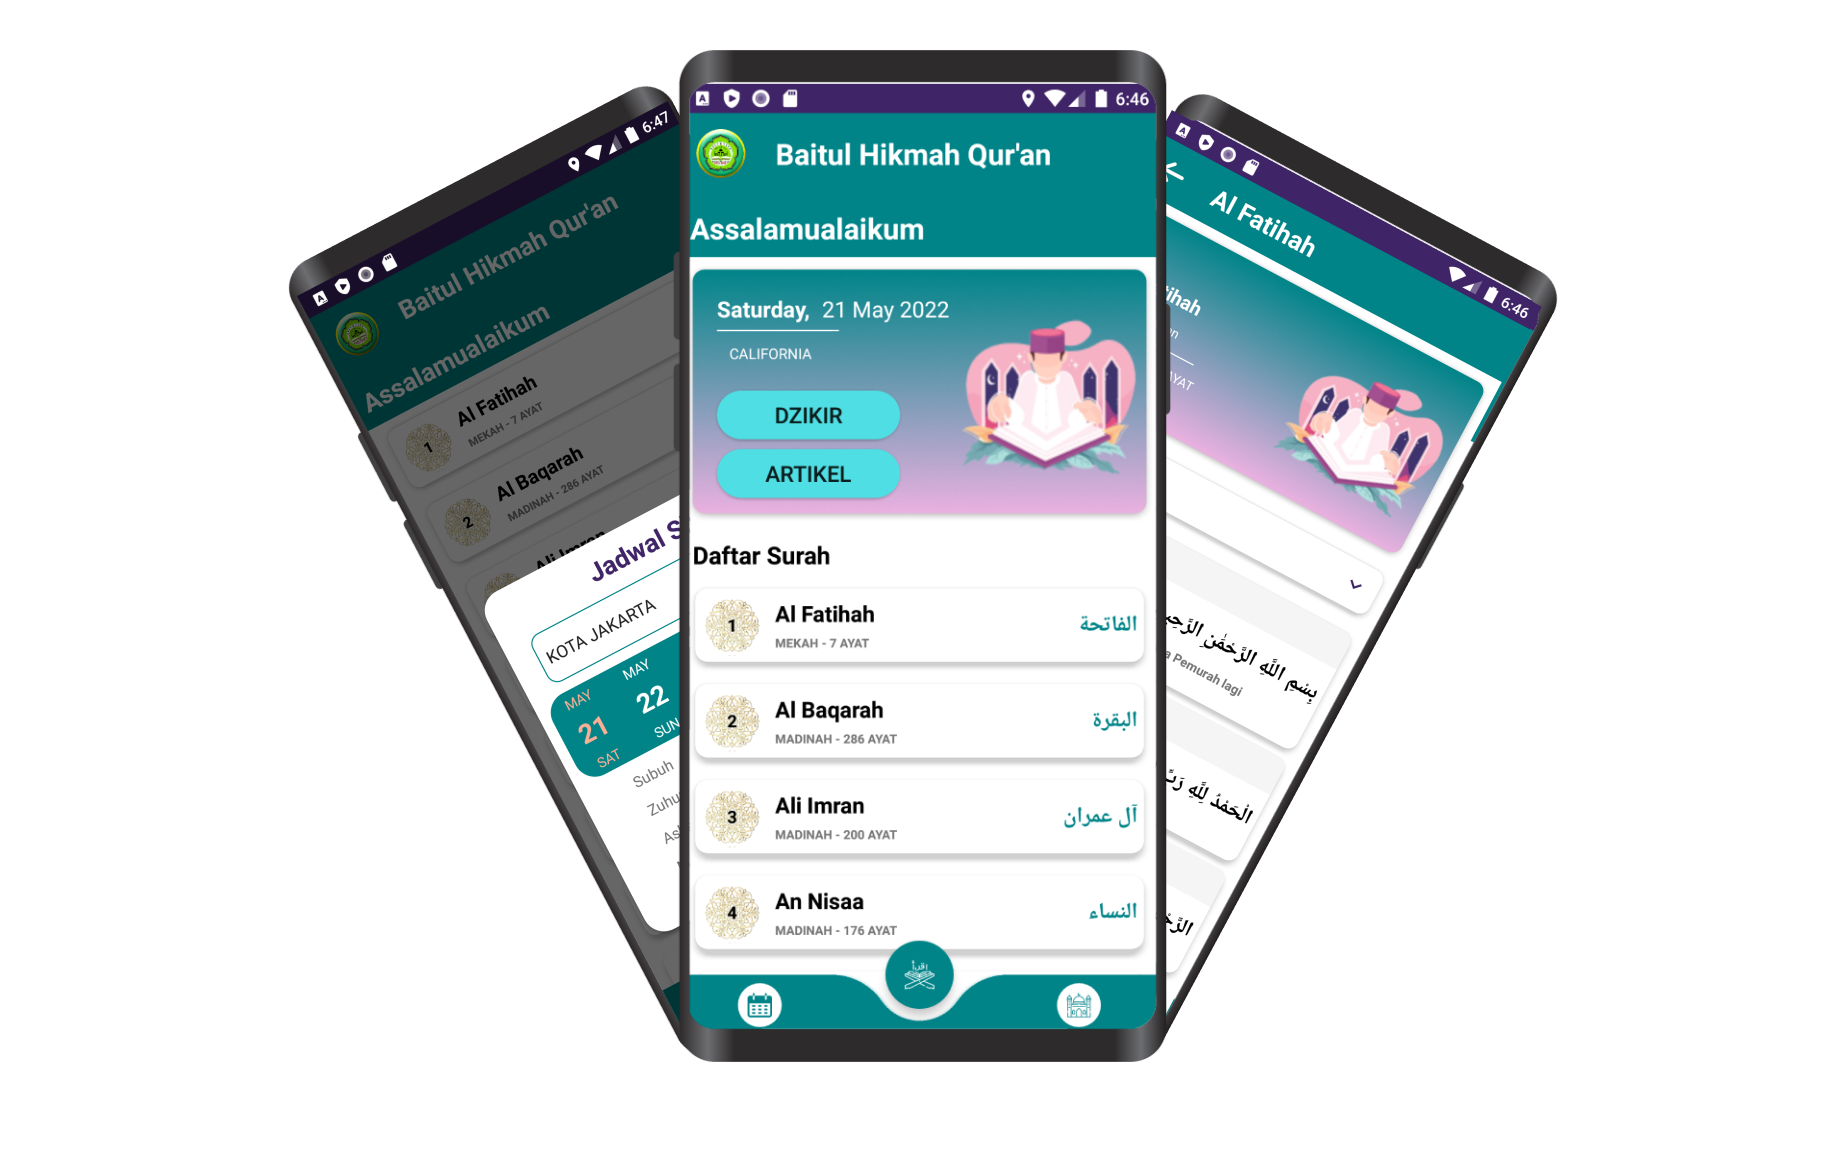 6:47
Baitul Hikmah Qur'an
Assalamualaikum
1
Al Fatihah
MEKAH - 7 AYAT
2
Al Baqarah
MADINAH - 286 AYAT
Ali Imran
Jadwal S
KOTA JAKARTA
MAY
21
SAT
MAY
22
SUN
Subuh
Zuhu
6:46
Baitul Hikmah Qur'an
Assalamualaikum
Saturday, 21 May 2022
CALIFORNIA
DZIKIR
ARTIKEL
Daftar Surah
1
Al Fatihah
الفاتحة
MEKAH - 7 AYAT
2
Al Baqarah
البقرة
MADINAH - 286 AYAT
3
Ali Imran
آل عمران
MADINAH - 200 AYAT
4
An Nisaa
النساء
MADINAH - 176 AYAT
6:46
Al Fatihah
tihah
AYAT
بِسْمِ اللَّهِ الرَّحْمَٰنِ الرَّحِي
a Pemurah lagi
الْحَمْدُ لِلَّهِ رَبِّ